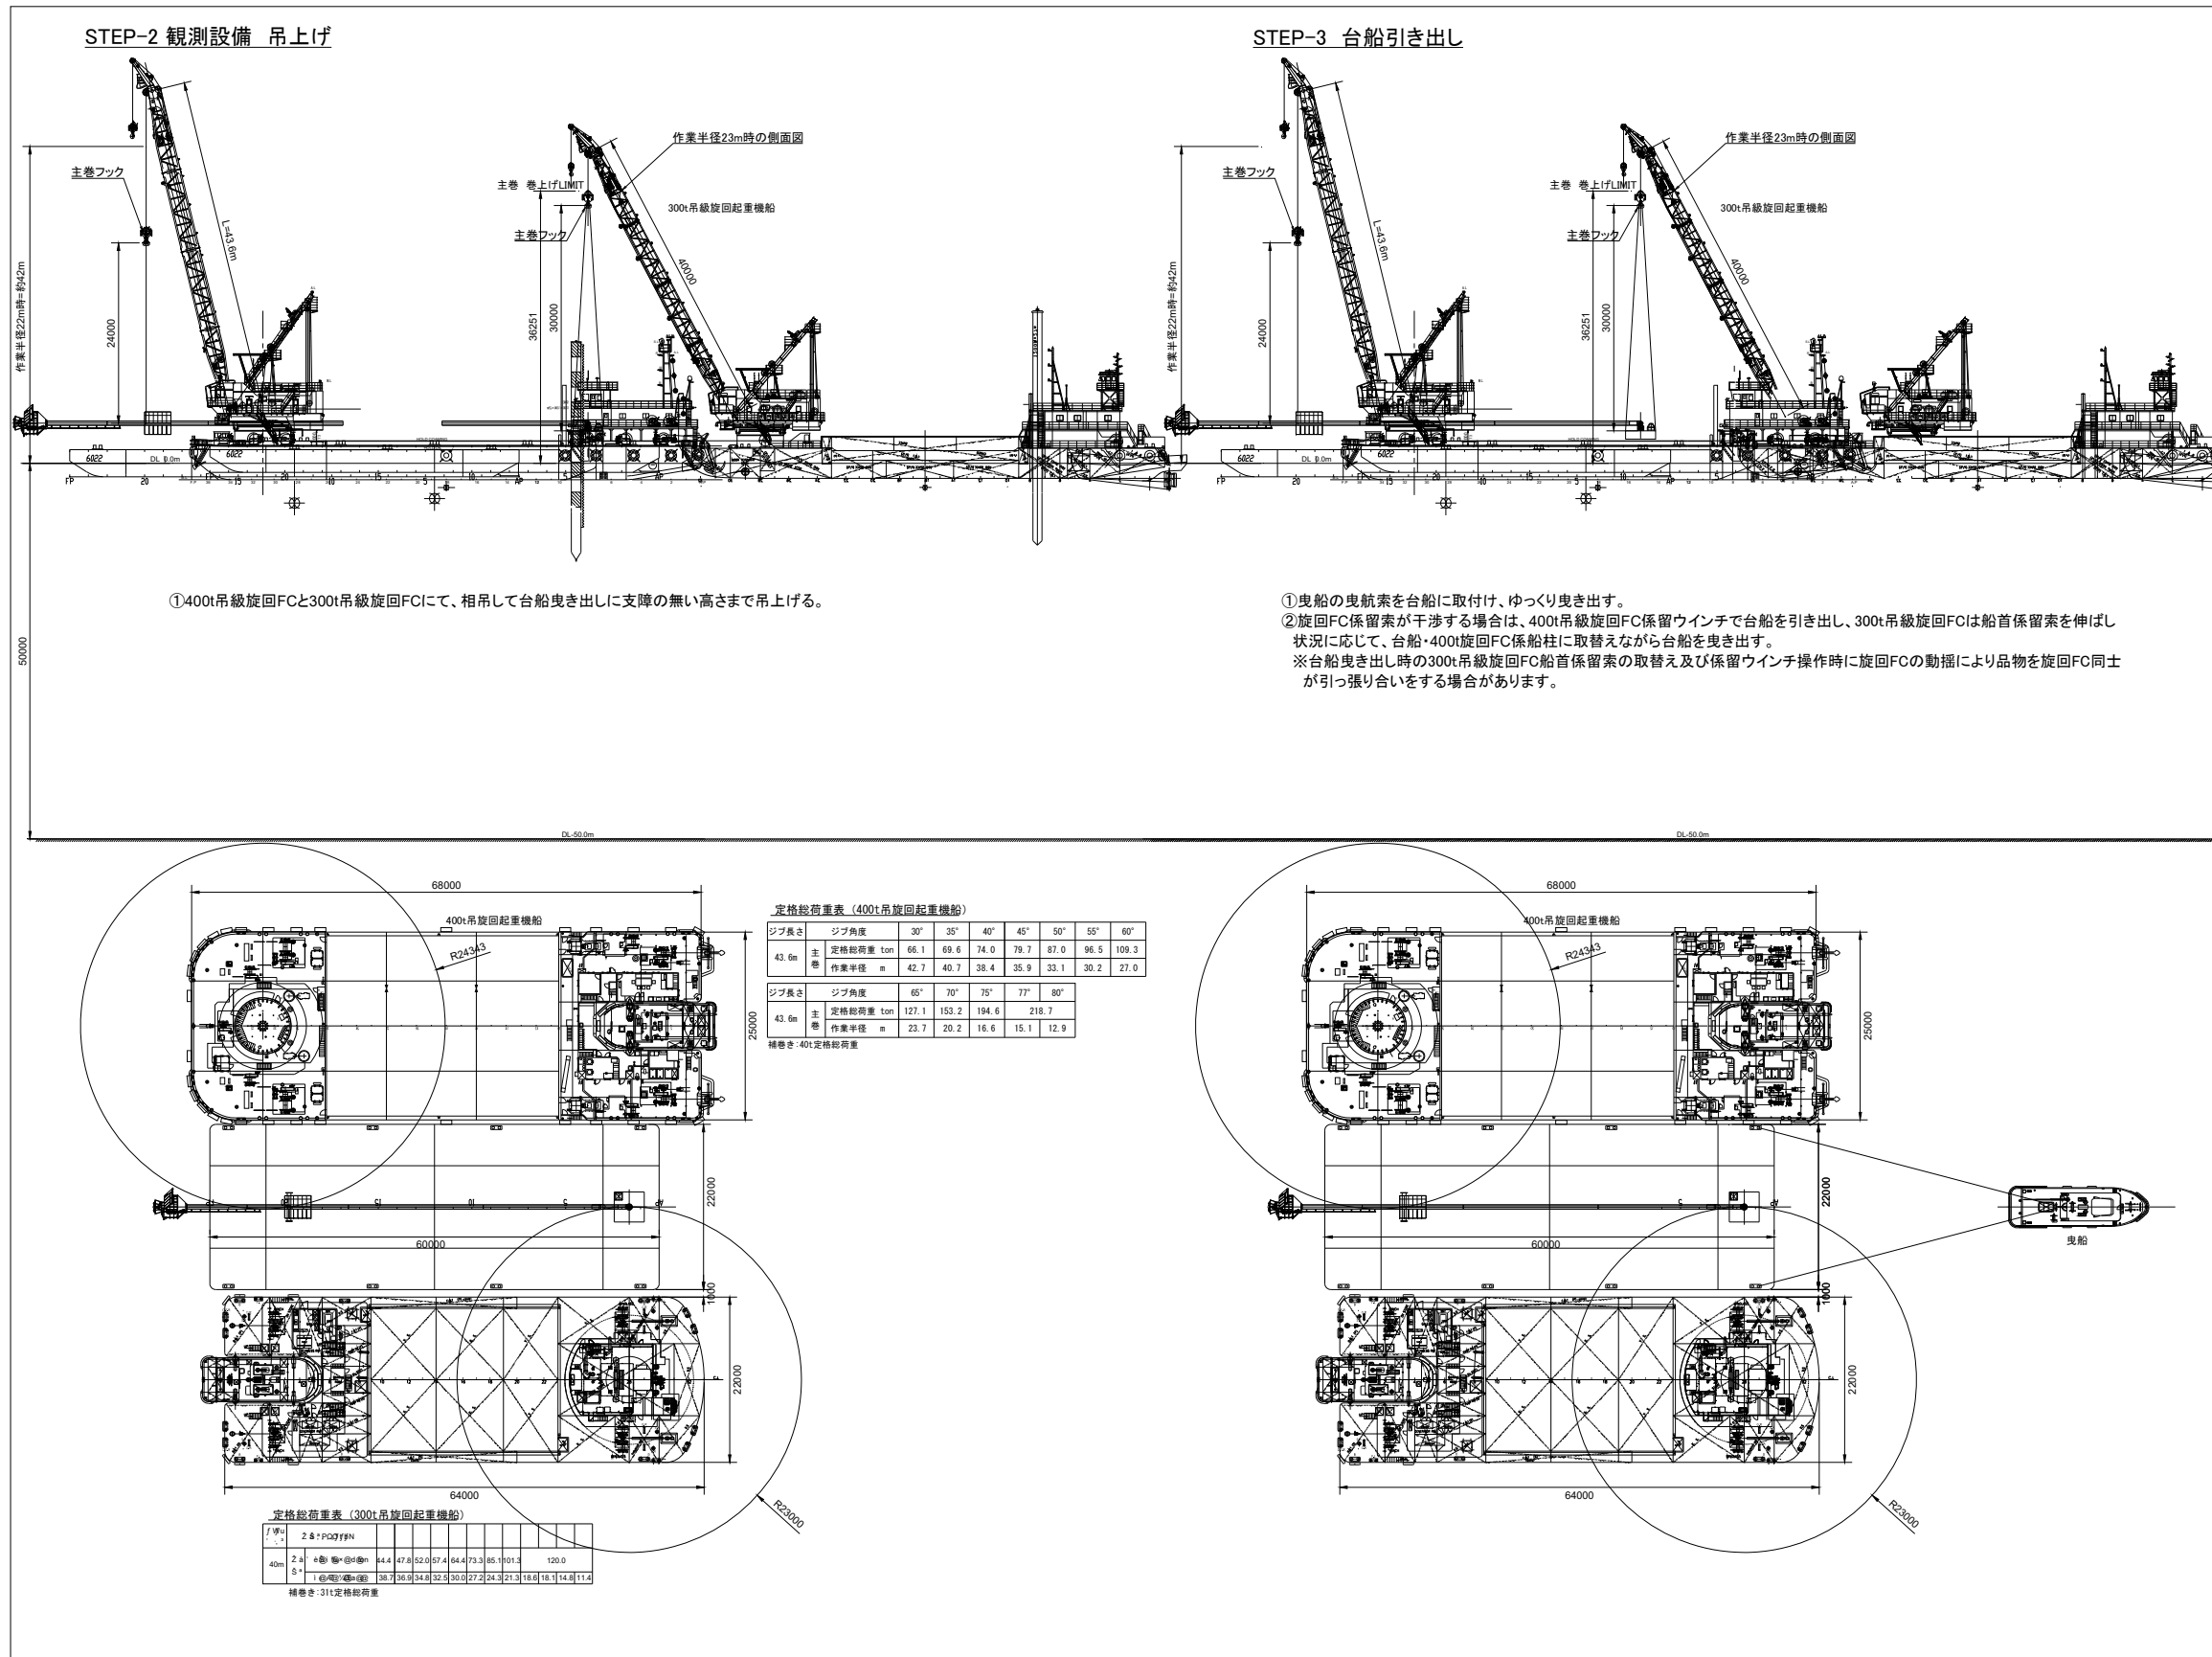 STEP-2 観測設備 吊上げ
作業半径23m時の側面図
主巻フック
主巻 巻上げLIMIT
300t吊級旋回起重機船
主巻フック
L=43.6m
40000
作業半径22m時=約42m
24000
36251
30000
6022
6022
DL 0.0m
FP
20
15
10
5
AP
50000
①400t吊級旋回FCと300t吊級旋回FCにて、相吊して台船曳き出しに支障の無い高さまで吊上げる。
DL-50.0m
STEP-3 台船引き出し
作業半径23m時の側面図
主巻フック
主巻 巻上げLIMIT
300t吊級旋回起重機船
主巻フック
L=43.6m
40000
作業半径22m時=約42m
24000
36251
30000
6022
6022
DL 0.0m
FP
20
15
10
5
AP
①曳船の曳航索を台船に取付け、ゆっくり曳き出す。
②旋回FC係留索が干渉する場合は、400t吊級旋回FC係留ウインチで台船を引き出し、300t吊級旋回FCは船首係留索を伸ばし
状況に応じて、台船・400t旋回FC係船柱に取替えながら台船を曳き出す。
※台船曳き出し時の300t吊級旋回FC船首係留索の取替え及び係留ウインチ操作時に旋回FCの動揺により品物を旋回FC同士
が引っ張り合いをする場合があります。
DL-50.0m
68000
400t吊旋回起重機船
R24343
25000
22000
60000
1000
22000
64000
R23000
定格総荷重表（400t吊旋回起重機船）
ジブ長さ ジブ角度 30° 35° 40° 45° 50° 55° 60°
43.6m 主巻 定格総荷重 ton 66.1 69.6 74.0 79.7 87.0 96.5 109.3
作業半径 m 42.7 40.7 38.4 35.9 33.1 30.2 27.0
ジブ長さ ジブ角度 65° 70° 75° 77° 80°
43.6m 主巻 定格総荷重 ton 127.1 153.2 194.6 218.7
作業半径 m 23.7 20.2 16.6 15.1 12.9
補巻き:40t定格総荷重
定格総荷重表（300t吊旋回起重機船）
40m 44.4 47.8 52.0 57.4 64.4 73.3 85.1 101.3 120.0
38.7 36.9 34.8 32.5 30.0 27.2 24.3 21.3 18.6 18.1 14.8 11.4
補巻き:31t定格総荷重
68000
400t吊旋回起重機船
R24343
25000
22000
60000
曳船
1000
22000
64000
R23000